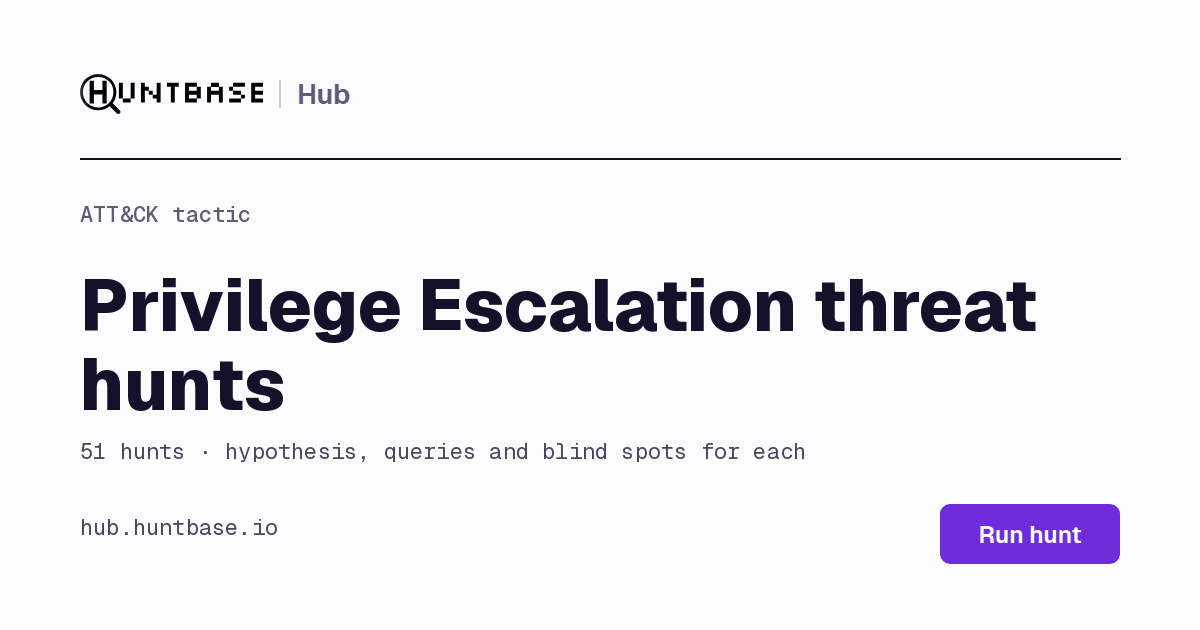 HUNTBASE | Hub
ATT&CK tactic
Privilege Escalation threat
hunts
51 hunts · hypothesis, queries and blind spots for each
hub.huntbase.io
Run hunt